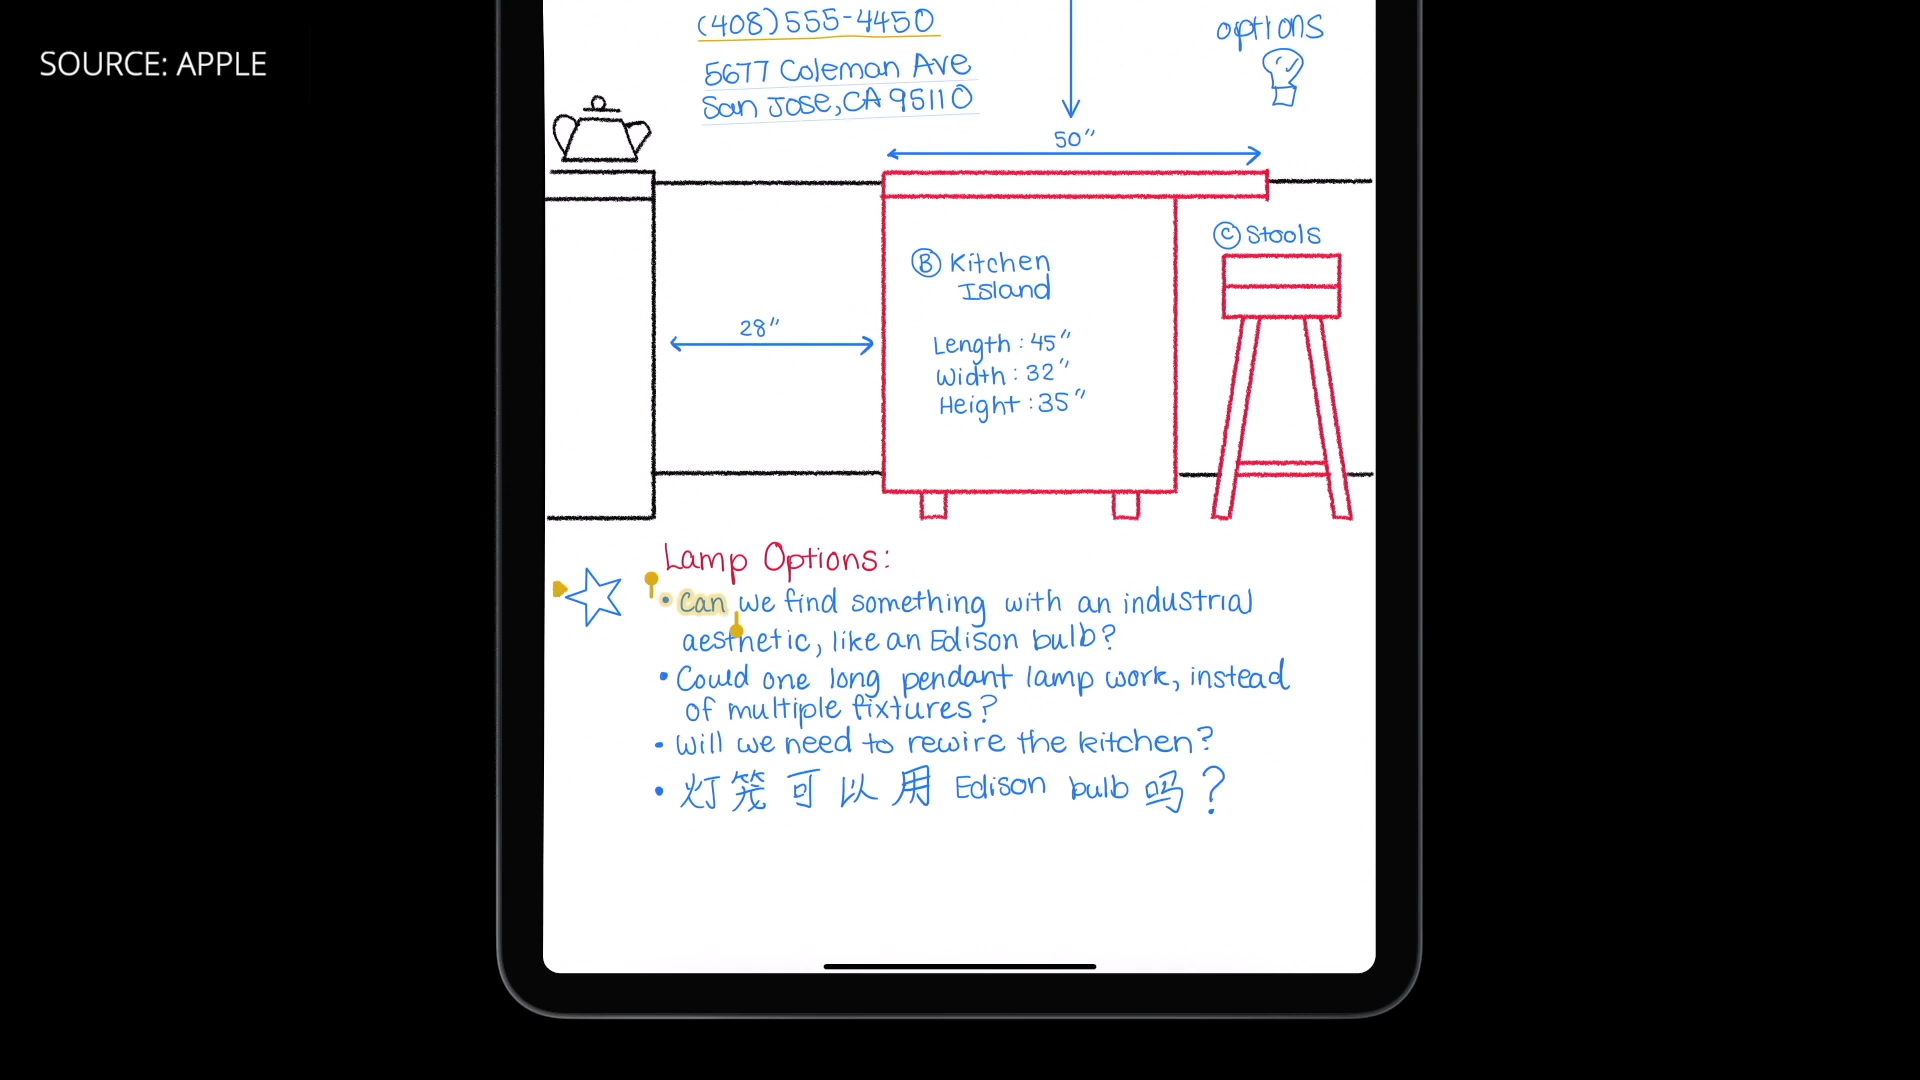 SOURCE: APPLE
(408)555-4450
5677 Coleman Ave
San Jose, CA 95110
options
50"
Ⓑ Kitchen
Island
Length: 45"
Width: 32"
Height: 35"
28"
Ⓒ Stools
Lamp Options:
• Can we find something with an industrial
aesthetic, like an Edison bulb?
• Could one long pendant lamp work, instead
of multiple fixtures?
• Will we need to rewire the kitchen?
• 灯笼可以用 Edison bulb 吗?